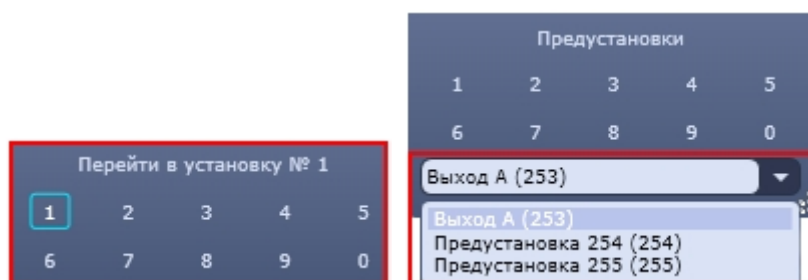 Предустановки
1 2 3 4 5
6 7 8 9 0
Перейти в установку № 1
1 2 3 4 5
6 7 8 9 0
Выход А (253)
Выход А (253)
Предустановка 254 (254)
Предустановка 255 (255)